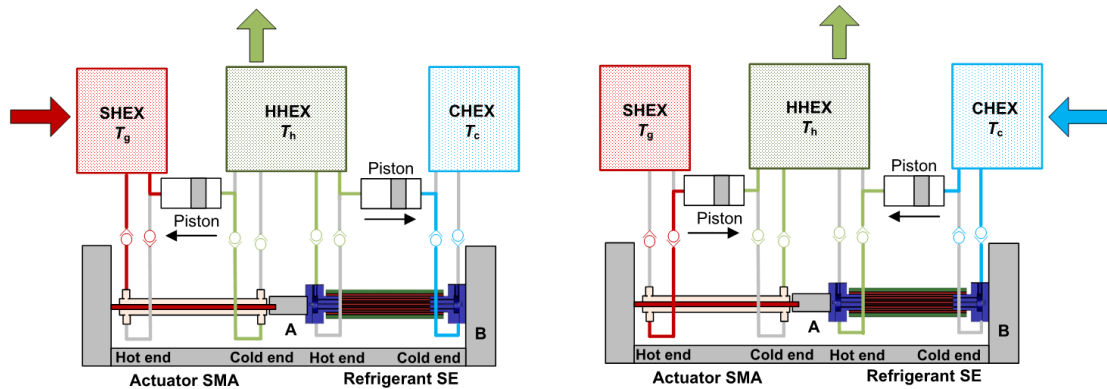 SHEX
Tg
HHEX
Th
CHEX
Tc
Piston
Piston
A
B
Hot end
Cold end
Hot end
Cold end
Actuator SMA
Refrigerant SE
SHEX
Tg
HHEX
Th
CHEX
Tc
Piston
Piston
A
B
Hot end
Cold end
Hot end
Cold end
Actuator SMA
Refrigerant SE